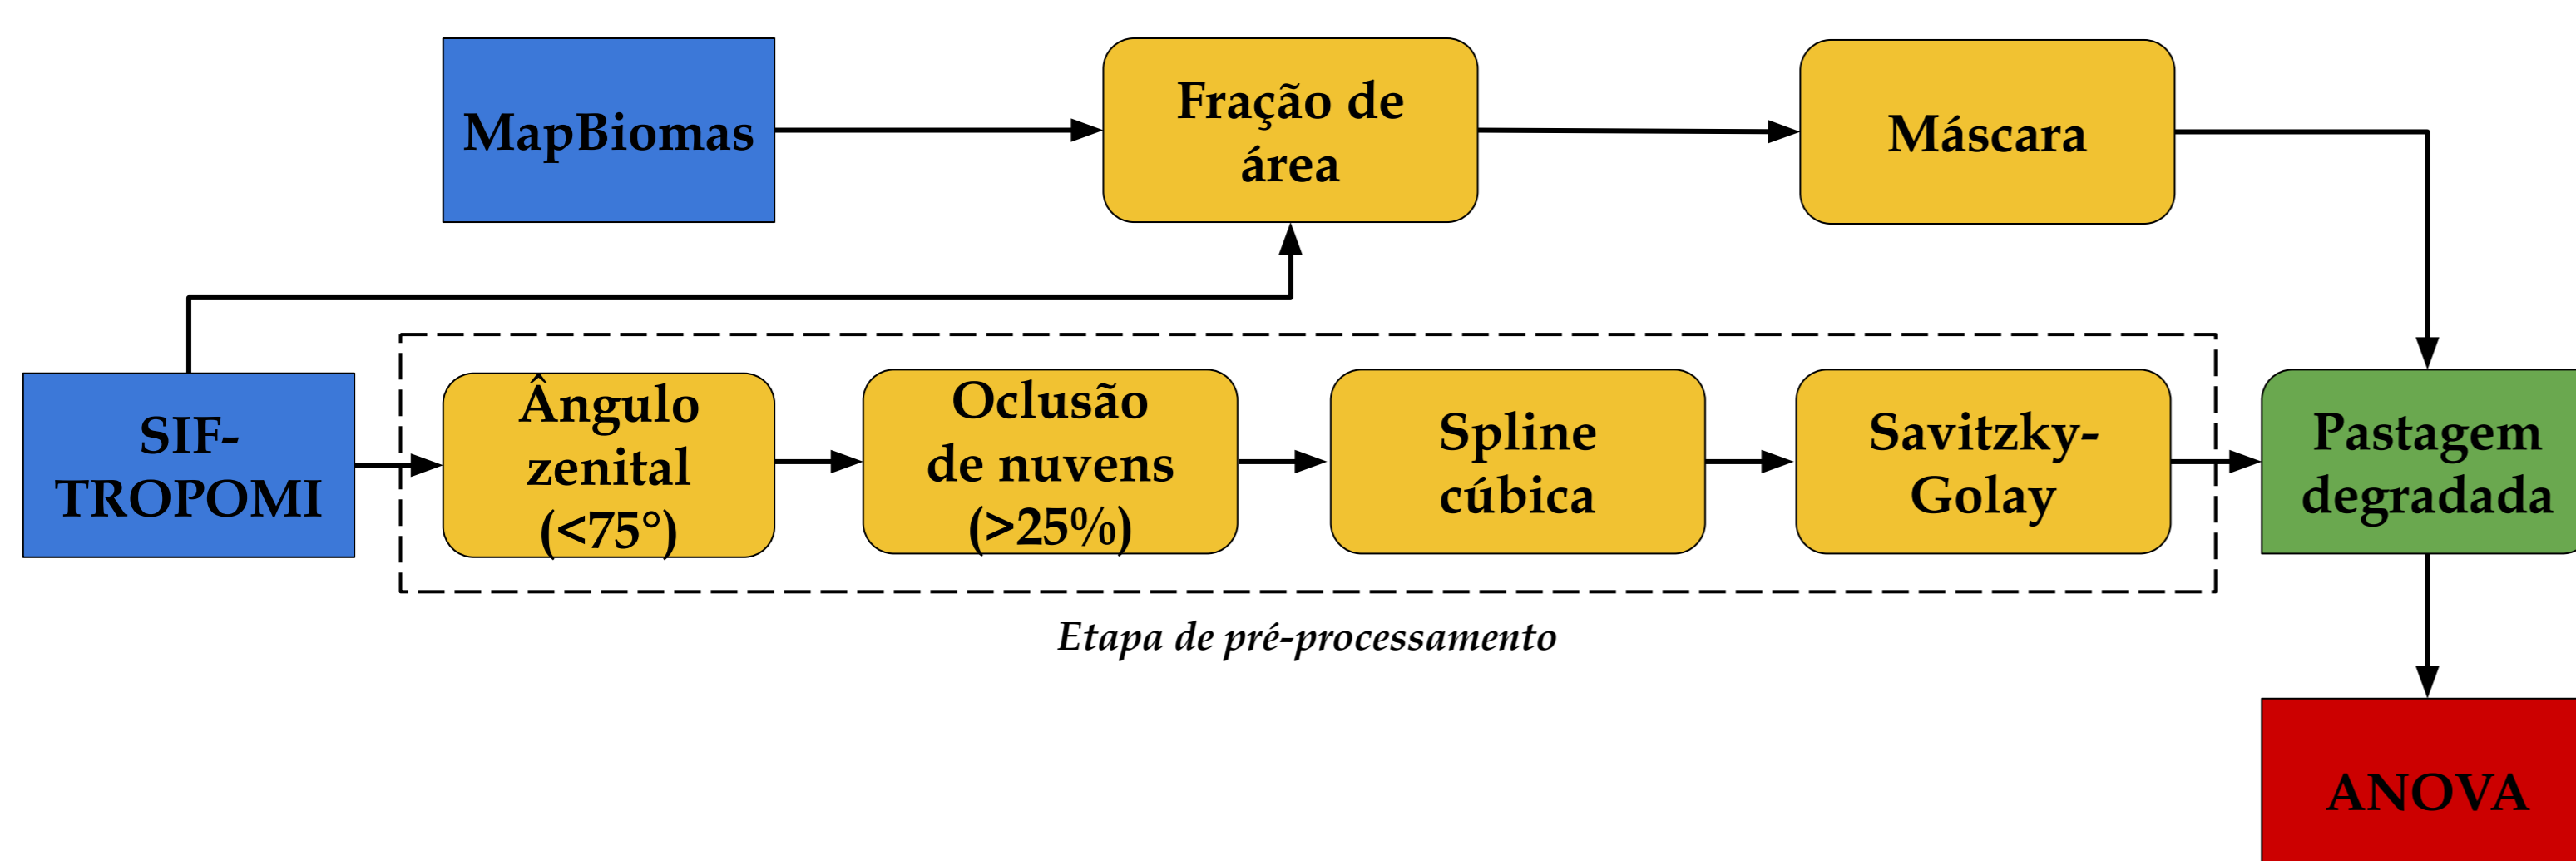 MapBiomas
Fração de
área
Máscara
SIF-
TROPOMI
Ângulo
zenital
(<75°)
Oclusão
de nuvens
(>25%)
Spline
cúbica
Savitzky-
Golay
Pastagem
degradada
Etapa de pré-processamento
ANOVA